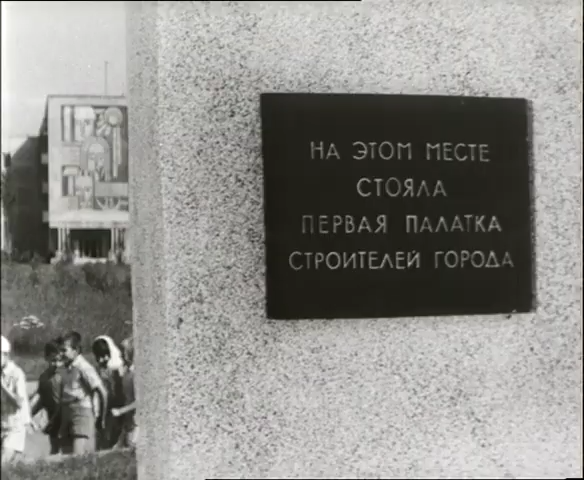 НА ЭТОМ МЕСТЕ
СТОЯЛА
ПЕРВАЯ ПАЛАТКА
СТРОИТЕЛЕЙ ГОРОДА